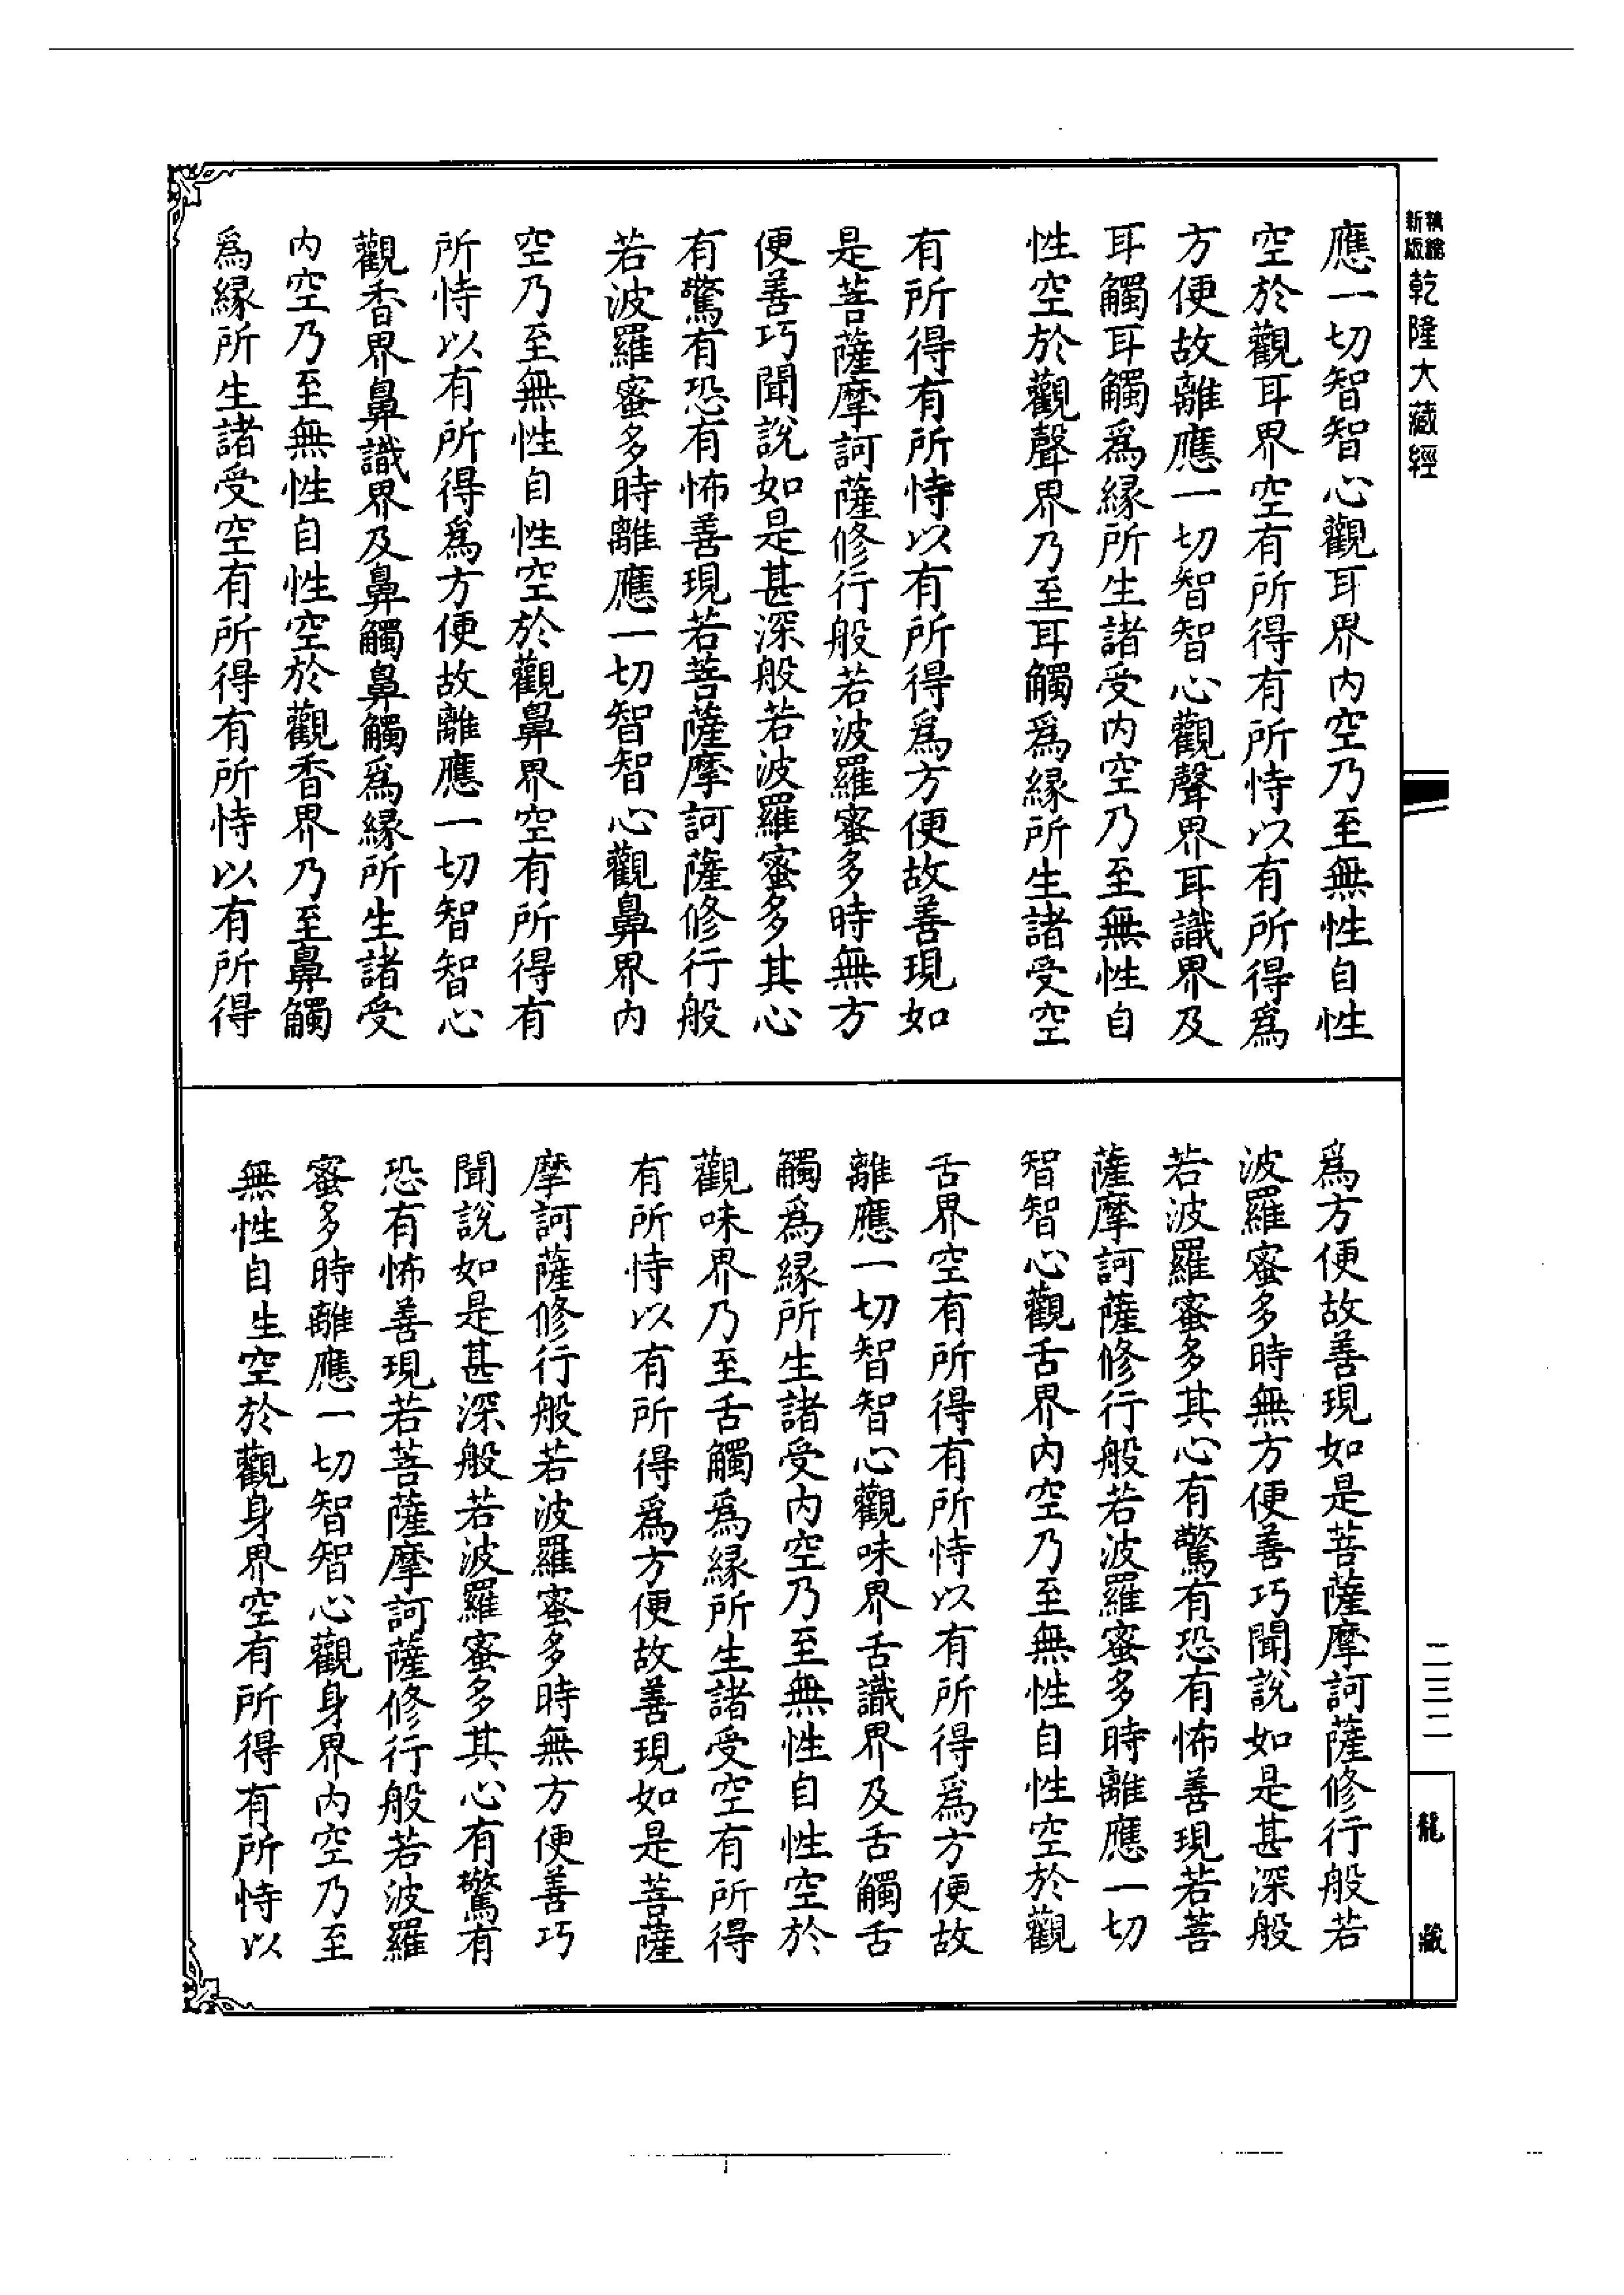 新版
乾隆大藏經
應一切智智心觀耳界內空乃至無性自性
空於觀耳界空有所得有所恃以有所得爲
方便故離應一切智智心觀聲界耳識界及
耳觸耳觸爲緣所生諸受內空乃至無性自
性空於觀聲界乃至耳觸爲緣所生諸受空
有所得有所恃以有所得爲方便故善現如
是菩薩摩訶薩修行般若波羅蜜多時無方
便善巧聞說如是甚深般若波羅蜜多其心
有驚有恐有怖善現若菩薩摩訶薩修行般
若波羅蜜多時離應一切智智心觀鼻界內
空乃至無性自性空於觀鼻界空有所得有
所恃以有所得爲方便故離應一切智智心
觀香界鼻識界及鼻觸鼻觸爲緣所生諸受
內空乃至無性自性空於觀香界乃至鼻觸
爲緣所生諸受空有所得有所恃以有所得
爲方便故善現如是菩薩摩訶薩修行般若
波羅蜜多時無方便善巧聞說如是甚深般
若波羅蜜多其心有驚有恐有怖善現若菩
薩摩訶薩修行般若波羅蜜多時離應一切
智智心觀舌界內空乃至無性自性空於觀
舌界空有所得有所恃以有所得爲方便故
離應一切智智心觀味界舌識界及舌觸舌
觸爲緣所生諸受內空乃至無性自性空於
觀味界乃至舌觸爲緣所生諸受空有所得
有所恃以有所得爲方便故善現如是菩薩
摩訶薩修行般若波羅蜜多時無方便善巧
聞說如是甚深般若波羅蜜多其心有驚有
恐有怖善現若菩薩摩訶薩修行般若波羅
蜜多時離應一切智智心觀身界內空乃至
無性自生空於觀身界空有所得有所恃以
二三二
龍藏